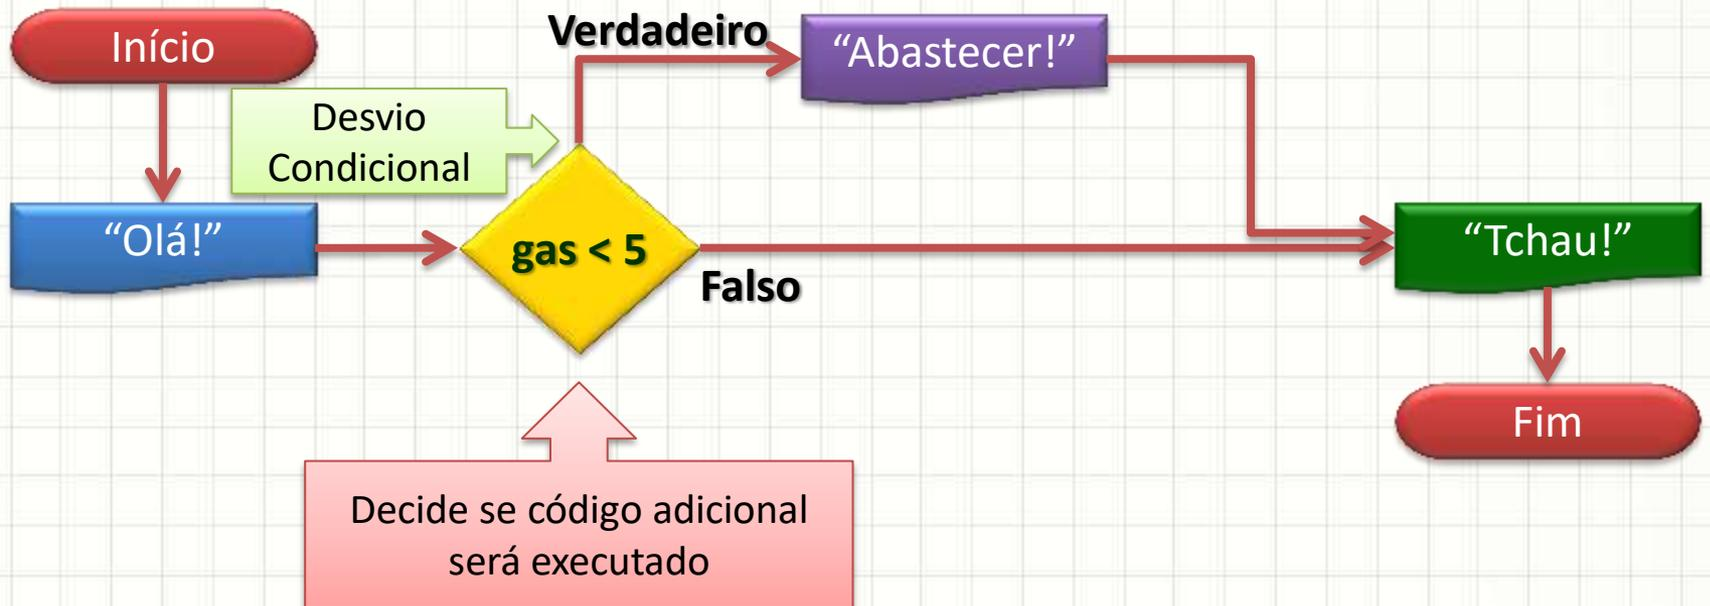 Início
Verdadeiro
“Abastecer!”
Desvio
Condicional
“Olá!”
gas < 5
Falso
“Tchau!”
Fim
Decide se código adicional
será executado